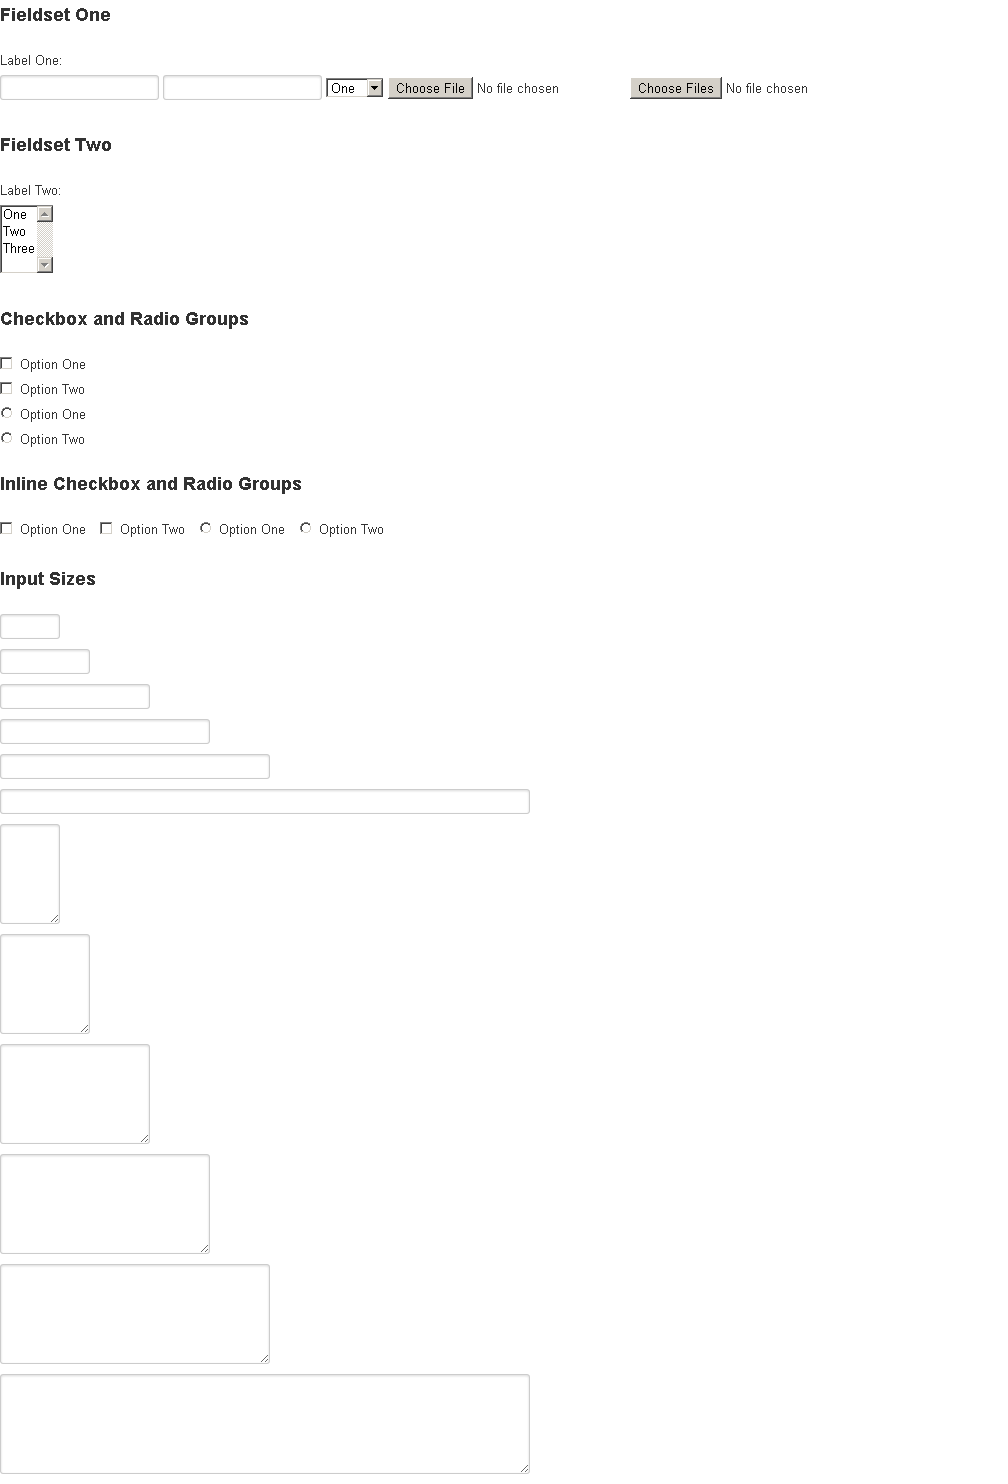 Fieldset One
Label One:
One Choose File No file chosen Choose Files No file chosen
Fieldset Two
Label Two:
One
Two
Three
Checkbox and Radio Groups
Option One
Option Two
Option One
Option Two
Inline Checkbox and Radio Groups
Option One Option Two Option One Option Two
Input Sizes